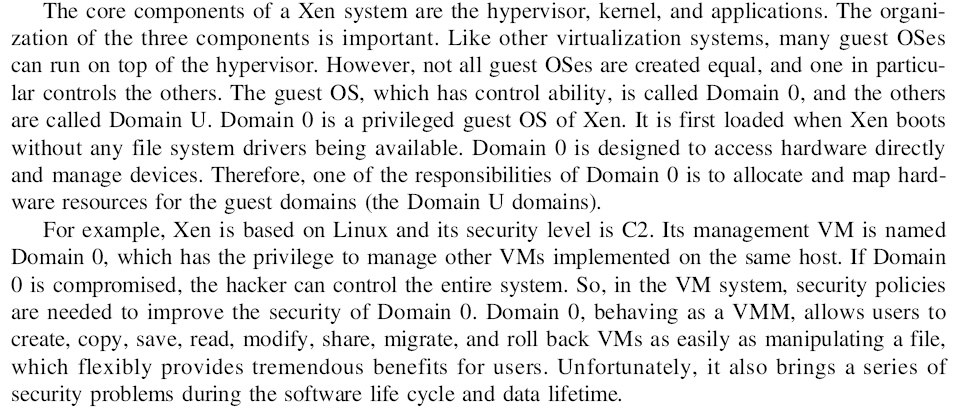 The core components of a Xen system are the hypervisor, kernel, and applications. The organi-
zation of the three components is important. Like other virtualization systems, many guest OSes
can run on top of the hypervisor. However, not all guest OSes are created equal, and one in particu-
lar controls the others. The guest OS, which has control ability, is called Domain 0, and the others
are called Domain U. Domain 0 is a privileged guest OS of Xen. It is first loaded when Xen boots
without any file system drivers being available. Domain 0 is designed to access hardware directly
and manage devices. Therefore, one of the responsibilities of Domain 0 is to allocate and map hard-
ware resources for the guest domains (the Domain U domains).
For example, Xen is based on Linux and its security level is C2. Its management VM is named
Domain 0, which has the privilege to manage other VMs implemented on the same host. If Domain
0 is compromised, the hacker can control the entire system. So, in the VM system, security policies
are needed to improve the security of Domain 0. Domain 0, behaving as a VMM, allows users to
create, copy, save, read, modify, share, migrate, and roll back VMs as easily as manipulating a file,
which flexibly provides tremendous benefits for users. Unfortunately, it also brings a series of
security problems during the software life cycle and data lifetime.